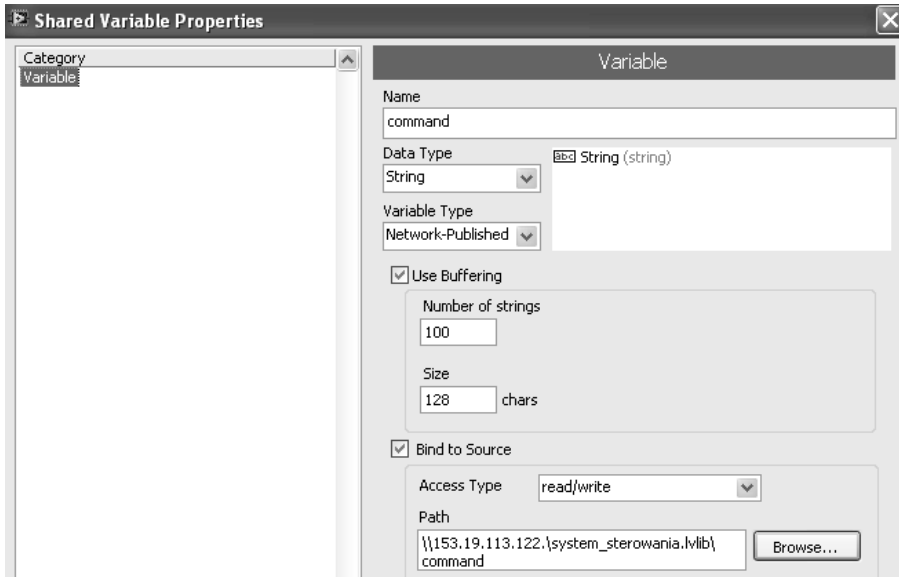 Shared Variable Properties
Category
Variable
Variable
Name
command
Data Type
String
abc String (string)
Variable Type
Network-Published
Use Buffering
Number of strings
100
Size
128 chars
Bind to Source
Access Type read/write
Path
\\153.19.113.122.\system_sterowania.lvlib\
command
Browse...